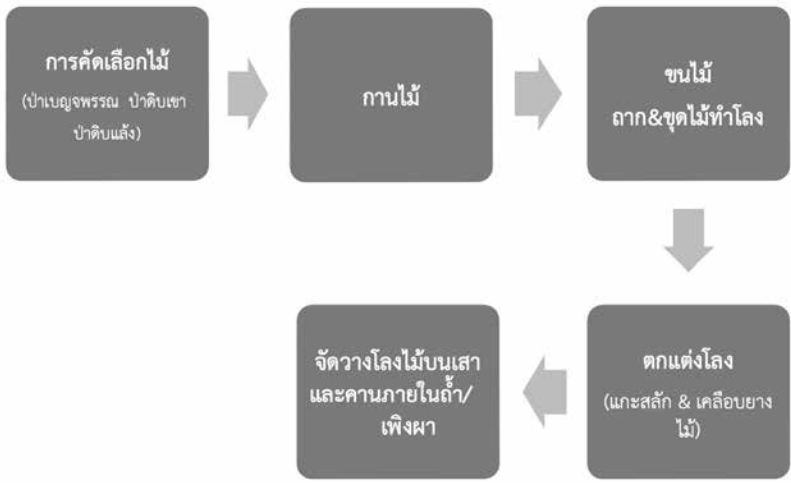 การคัดเลือกไม้
(ป่าเบญจพรรณ ป่าดิบเขา
ป่าดิบแล้ง)
กานไม้
ขนไม้
ถาก&ขุดไม้ทำโลง
ตกแต่งโลง
(แกะสลัก & เคลือบยาง
ไม้)
จัดวางโลงไม้บนเสา
และคานภายในถ้ำ/
เพิงผา